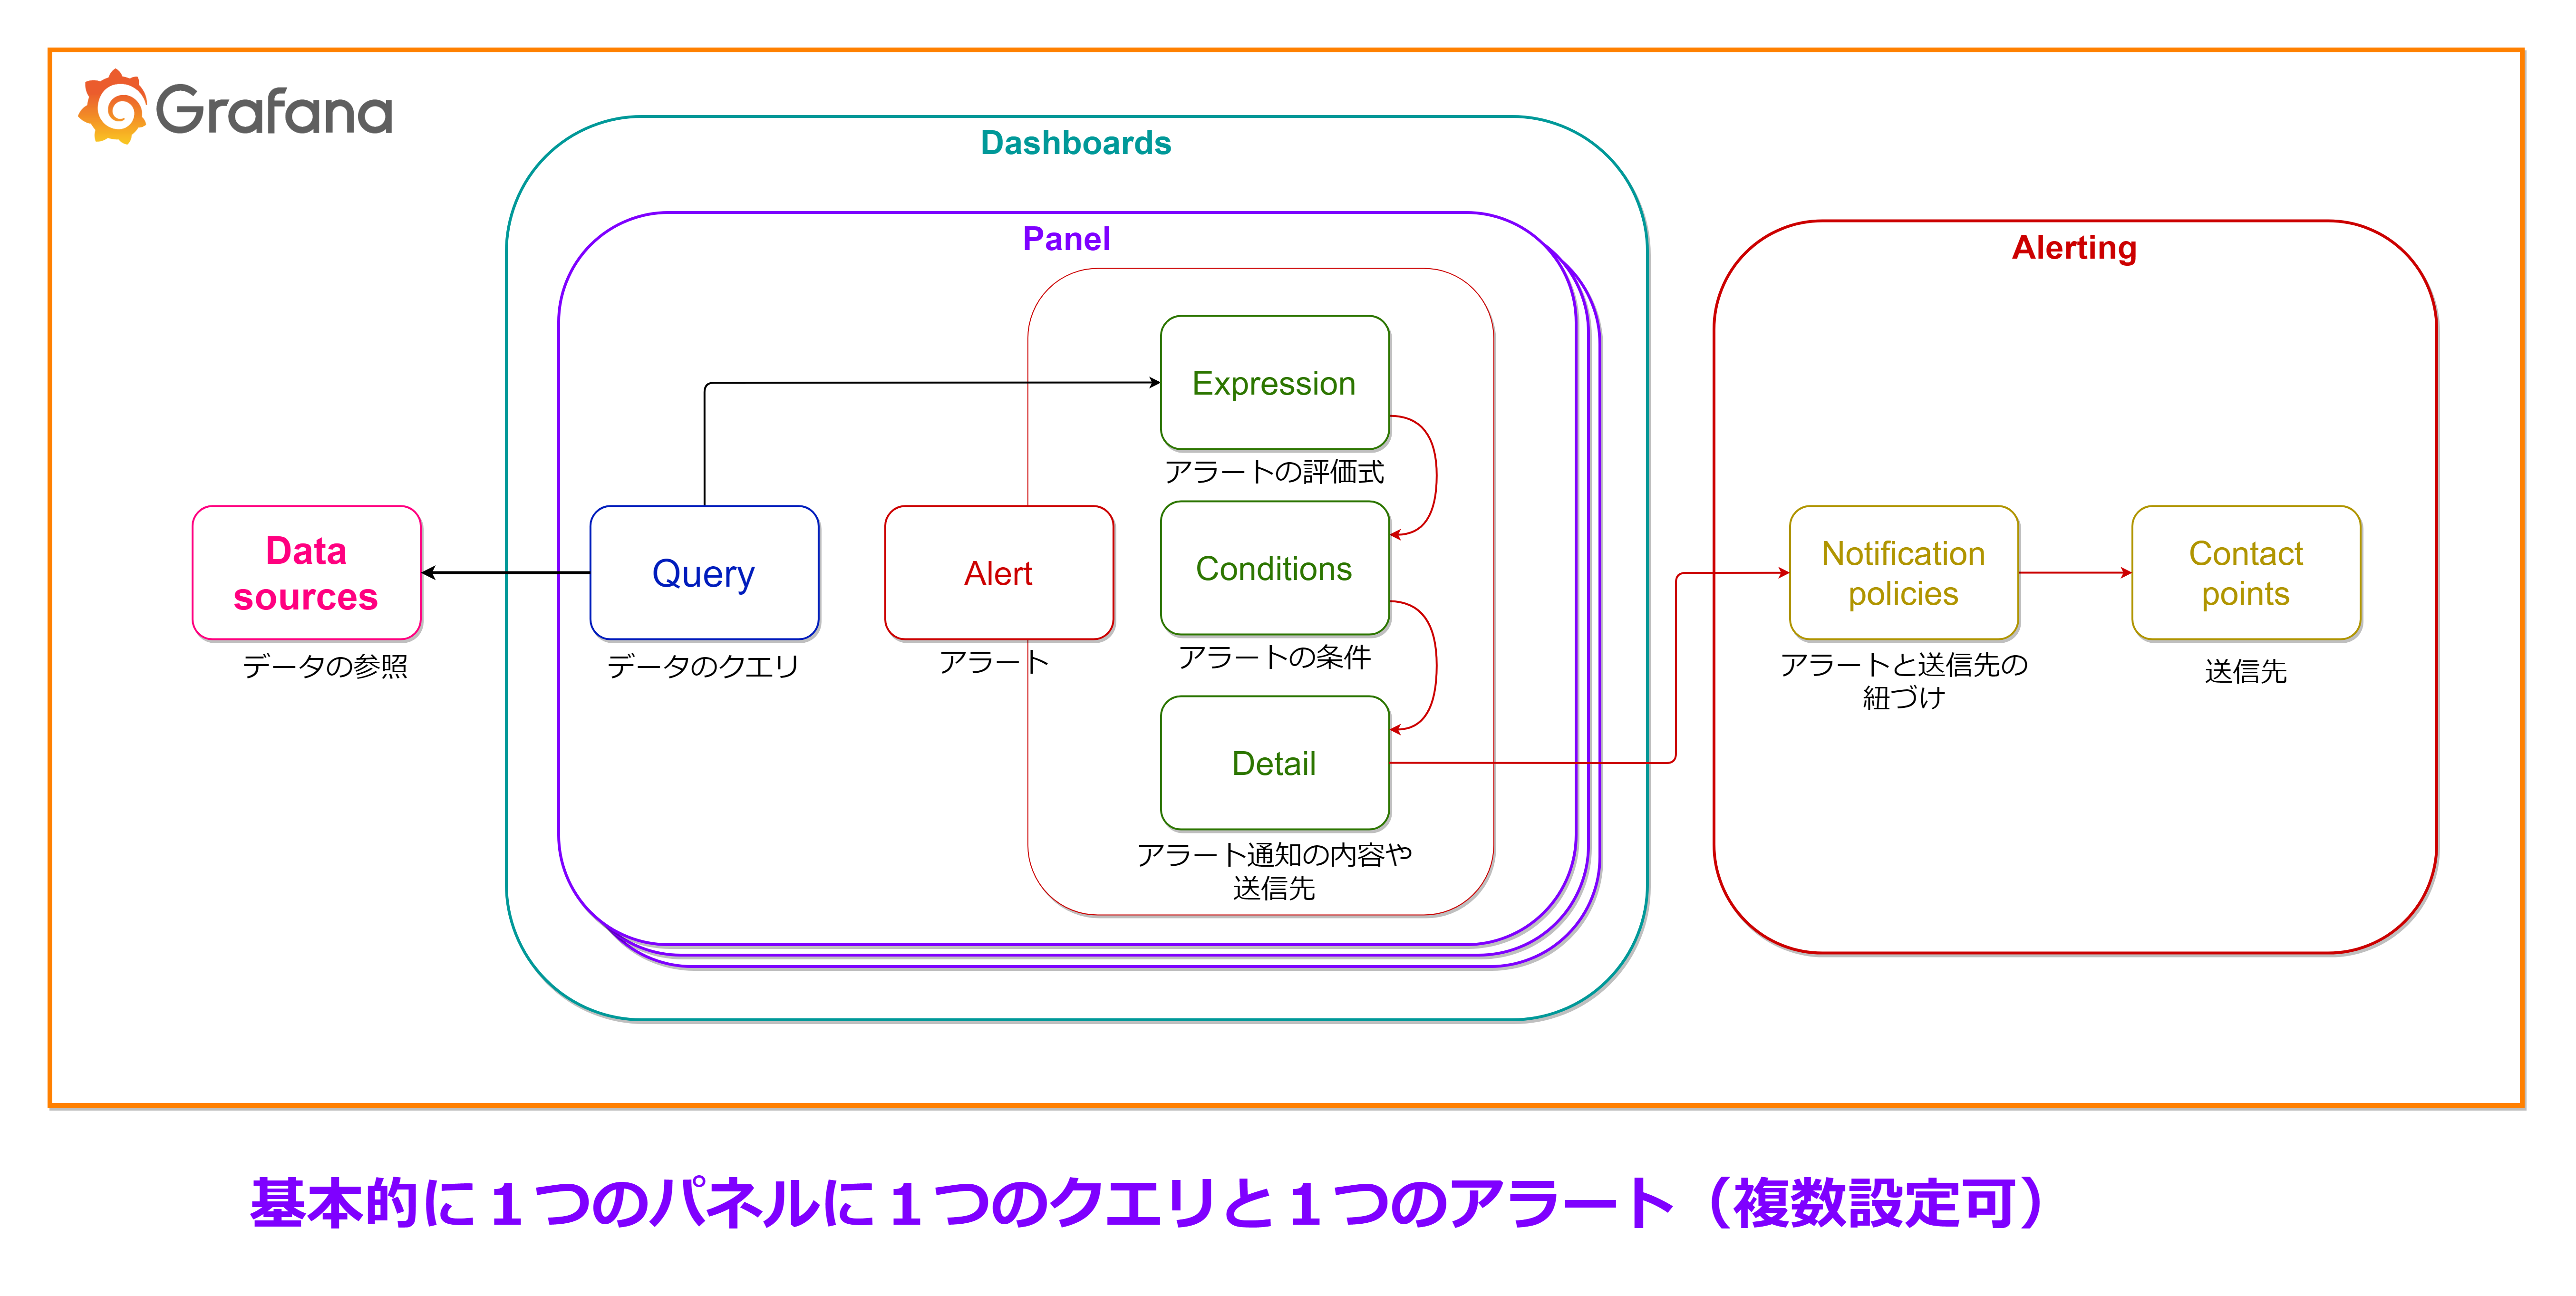 Grafana
Dashboards
Panel
Alerting
Expression
アラートの評価式
Data
sources
データの参照
Query
データのクエリ
Alert
アラート
Conditions
アラートの条件
Detail
アラート通知の内容や
送信先
Notification
policies
アラートと送信先の
紐づけ
Contact
points
送信先
基本的に１つのパネルに１つのクエリと１つのアラート（複数設定可）